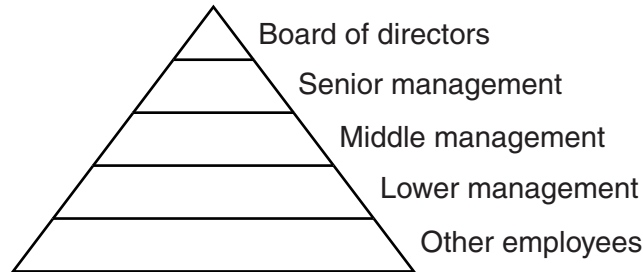 Board of directors
Senior management
Middle management
Lower management
Other employees